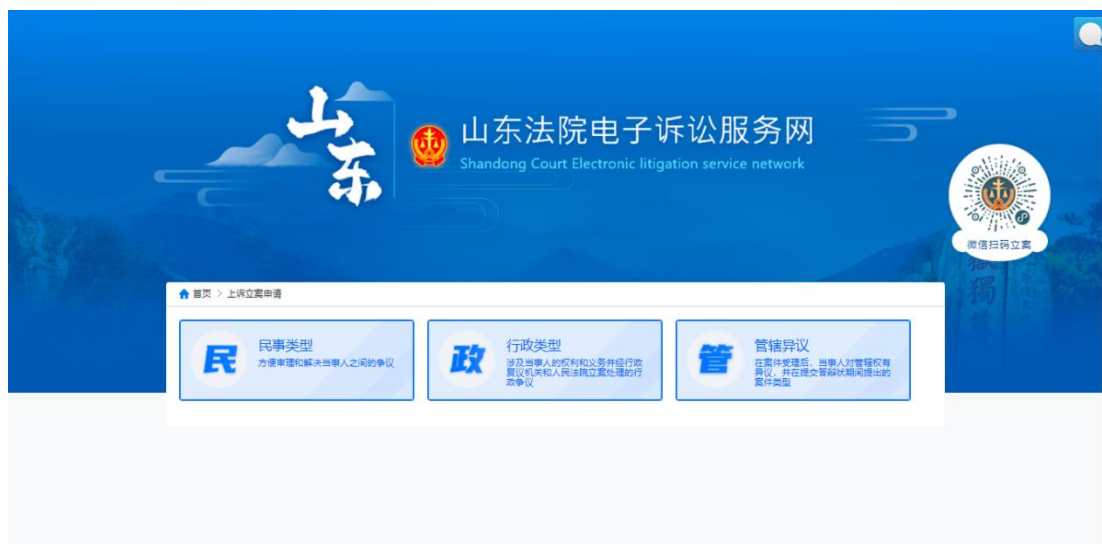 山东
山东法院电子诉讼服务网
Shandong Court Electronic litigation service network
微信扫码立案
首页 > 上诉立案申请
民
民事类型
方便审理和解决当事人之间的争议
政
行政类型
涉及当事人的权利和义务并经行政
复议机关和人民法院立案处理的行
政争议
管
管辖异议
在案件受理后，当事人对管辖权有
异议，并在提交答辩状期间提出的
案件类型
獨